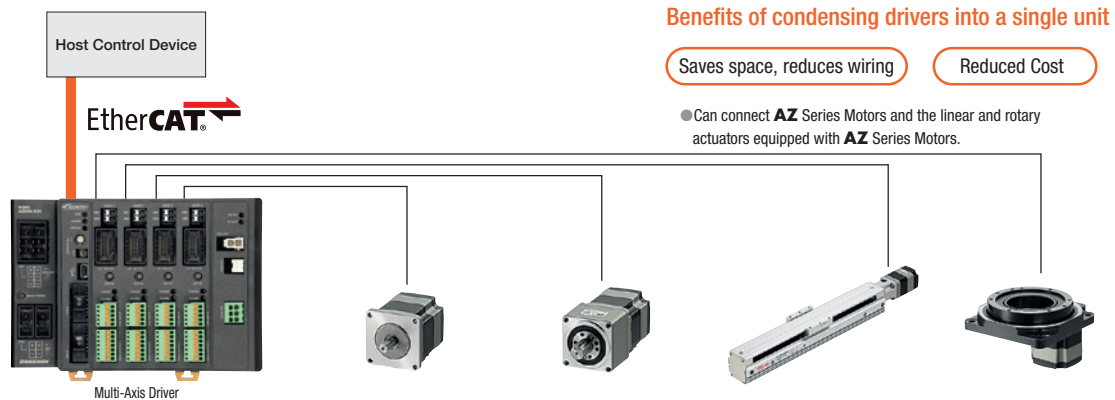 Benefits of condensing drivers into a single unit
Host Control Device
Saves space, reduces wiring
Reduced Cost
EtherCAT®
●Can connect AZ Series Motors and the linear and rotary
actuators equipped with AZ Series Motors.
Multi-Axis Driver